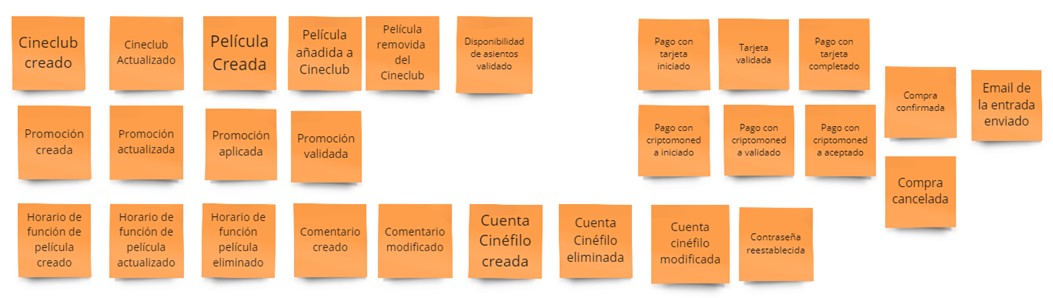 Cineclub
creado
Cineclub
Actualizado
Película
Creada
Película
añadida a
Cineclub
Película
removida
del
Cineclub
Disponibilidad
de asientos
validado
Pago con
tarjeta
iniciado
Tarjeta
validada
Pago con
tarjeta
completado
Compra
confirmada
Email de
la entrada
enviado
Promoción
creada
Promoción
actualizada
Promoción
aplicada
Promoción
validada
Pago con
criptomoned
a iniciado
Pago con
criptomoned
a validado
Pago con
criptomoned
a aceptado
Compra
cancelada
Horario de
función de
película
creado
Horario de
función de
película
actualizado
Horario de
función
película
eliminado
Comentario
creado
Comentario
modificado
Cuenta
Cinéfilo
creada
Cuenta
Cinéfilo
eliminada
Cuenta
cinéfilo
modificada
Contraseña
reestablecida